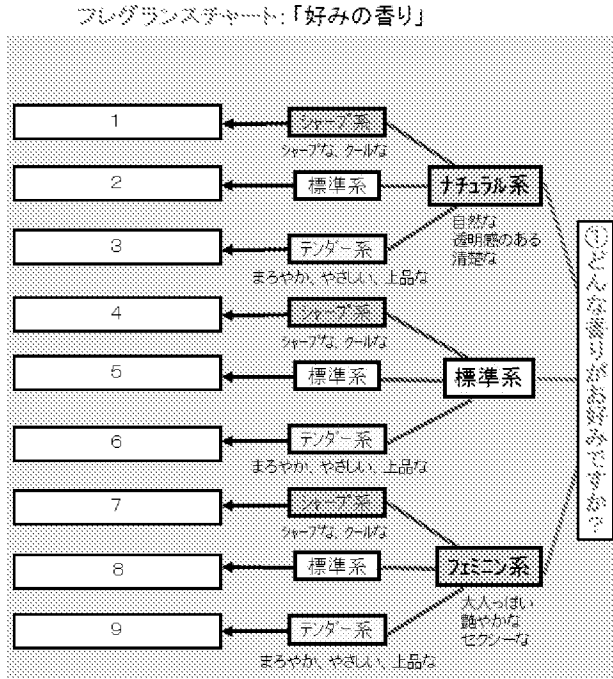 フレグランスチャート:「好みの香り」
①どんな香りがお好みですか?
ナチュラル系
自然な
透明感のある
清楚な
シャープ系
シャープな、クールな
1
標準系
2
テンダー系
まろやか、やさしい、上品な
3
標準系
シャープ系
シャープな、クールな
4
標準系
5
テンダー系
まろやか、やさしい、上品な
6
フェミニン系
大人っぽい
艶やかな
セクシーな
シャープ系
シャープな、クールな
7
標準系
8
テンダー系
まろやか、やさしい、上品な
9